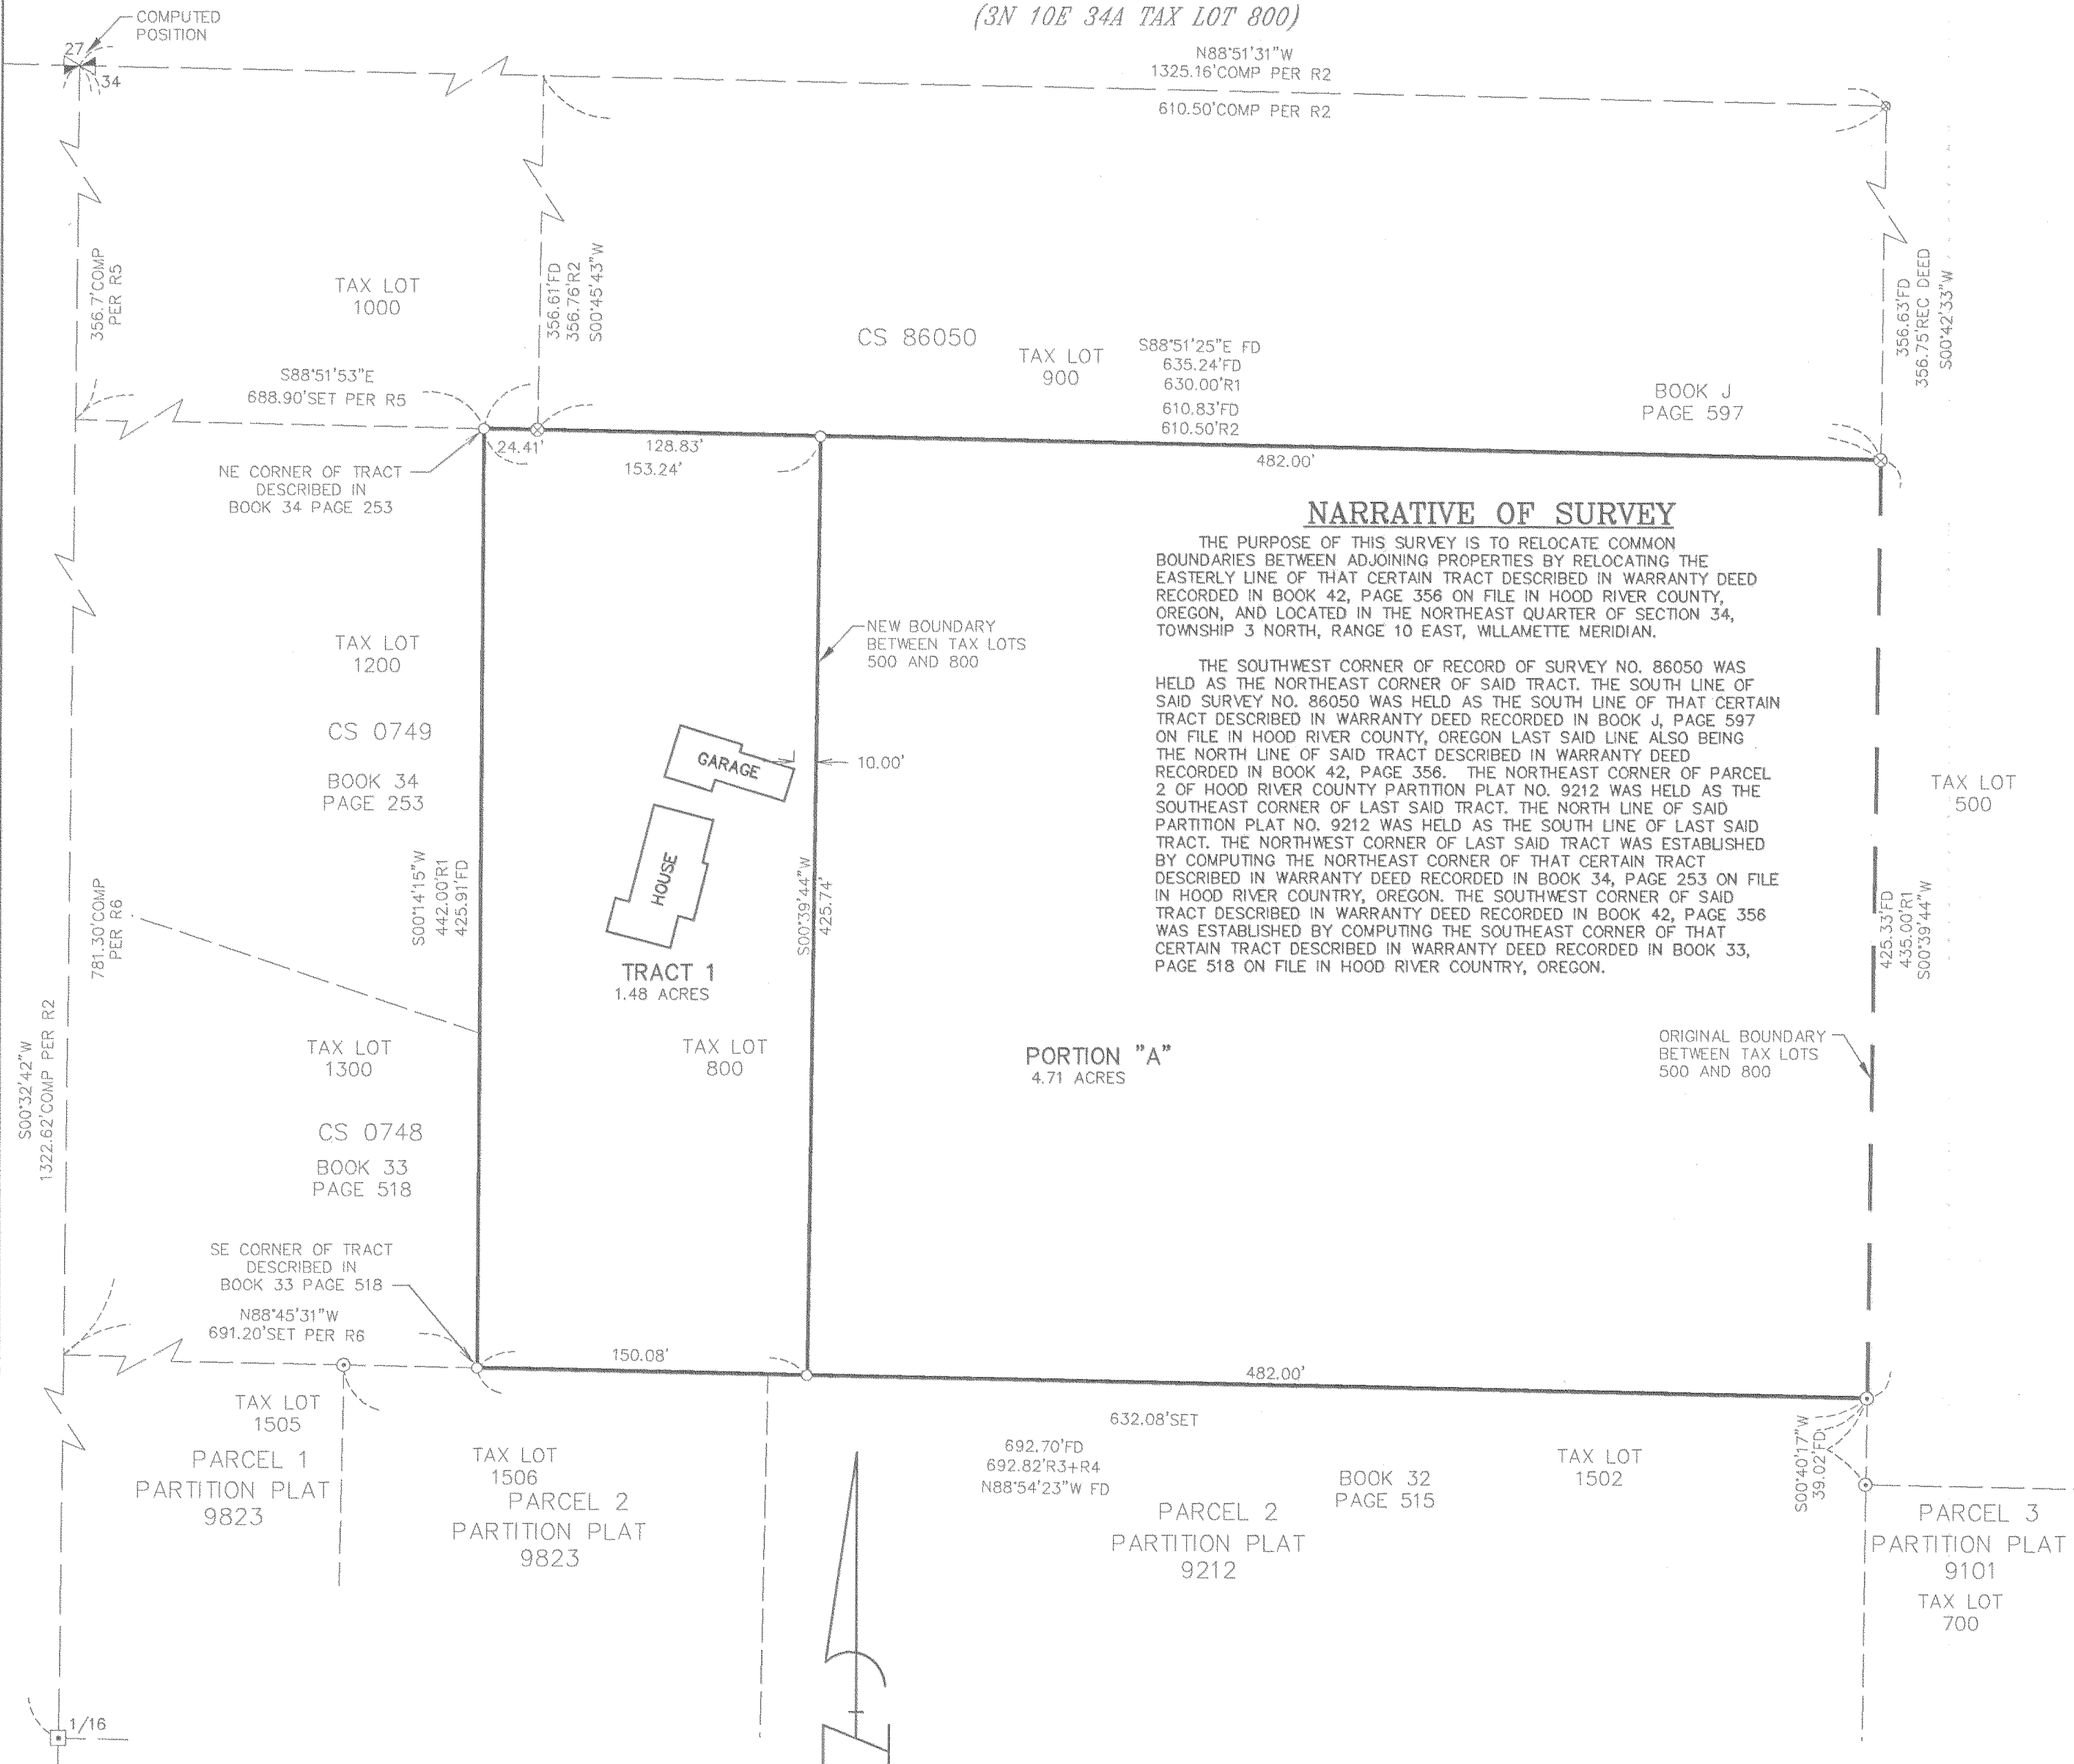 (3N 10E 34A TAX LOT 800)
COMPUTED
POSITION
27
34
N88°51'31"W
1325.16'COMP PER R2
610.50'COMP PER R2
356.7'COMP
PER R5
TAX LOT
1000
356.61'FD
356.76'R2
S00°45'43"W
CS 86050
TAX LOT
900
S88°51'25"E FD
635.24'FD
630.00'R1
610.83'FD
610.50'R2
BOOK J
PAGE 597
356.63'FD
356.75'REC DEED
S00°42'33"W
S88°51'53"E
688.90'SET PER R5
24.41'
128.83'
153.24'
482.00'
NE CORNER OF TRACT
DESCRIBED IN
BOOK 34 PAGE 253
NARRATIVE OF SURVEY
THE PURPOSE OF THIS SURVEY IS TO RELOCATE COMMON
BOUNDARIES BETWEEN ADJOINING PROPERTIES BY RELOCATING THE
EASTERLY LINE OF THAT CERTAIN TRACT DESCRIBED IN WARRANTY DEED
RECORDED IN BOOK 42, PAGE 356 ON FILE IN HOOD RIVER COUNTY,
OREGON, AND LOCATED IN THE NORTHEAST QUARTER OF SECTION 34,
TOWNSHIP 3 NORTH, RANGE 10 EAST, WILLAMETTE MERIDIAN.
THE SOUTHWEST CORNER OF RECORD OF SURVEY NO. 86050 WAS
HELD AS THE NORTHEAST CORNER OF SAID TRACT. THE SOUTH LINE OF
SAID SURVEY NO. 86050 WAS HELD AS THE SOUTH LINE OF THAT CERTAIN
TRACT DESCRIBED IN WARRANTY DEED RECORDED IN BOOK J, PAGE 597
ON FILE IN HOOD RIVER COUNTY, OREGON LAST SAID LINE ALSO BEING
THE NORTH LINE OF SAID TRACT DESCRIBED IN WARRANTY DEED
RECORDED IN BOOK 42, PAGE 356. THE NORTHEAST CORNER OF PARCEL
2 OF HOOD RIVER COUNTY PARTITION PLAT NO. 9212 WAS HELD AS THE
SOUTHEAST CORNER OF LAST SAID TRACT. THE NORTH LINE OF SAID
PARTITION PLAT NO. 9212 WAS HELD AS THE SOUTH LINE OF LAST SAID
TRACT. THE NORTHWEST CORNER OF LAST SAID TRACT WAS ESTABLISHED
BY COMPUTING THE NORTHEAST CORNER OF THAT CERTAIN TRACT
DESCRIBED IN WARRANTY DEED RECORDED IN BOOK 34, PAGE 253 ON FILE
IN HOOD RIVER COUNTRY, OREGON. THE SOUTHWEST CORNER OF SAID
TRACT DESCRIBED IN WARRANTY DEED RECORDED IN BOOK 42, PAGE 356
WAS ESTABLISHED BY COMPUTING THE SOUTHEAST CORNER OF THAT
CERTAIN TRACT DESCRIBED IN WARRANTY DEED RECORDED IN BOOK 33,
PAGE 518 ON FILE IN HOOD RIVER COUNTRY, OREGON.
TAX LOT
1200
NEW BOUNDARY
BETWEEN TAX LOTS
500 AND 800
CS 0749
BOOK 34
PAGE 253
GARAGE
10.00'
HOUSE
TAX LOT
500
S00°14'15"W
442.00'R1
425.91'FD
S00°39'44"W
425.74'
425.33'FD
435.00'R1
S00°39'44"W
781.30'COMP
PER R6
TRACT 1
1.48 ACRES
S00°32'42"W
1322.62'COMP PER R2
TAX LOT
1300
TAX LOT
800
PORTION "A"
4.71 ACRES
ORIGINAL BOUNDARY
BETWEEN TAX LOTS
500 AND 800
CS 0748
BOOK 33
PAGE 518
SE CORNER OF TRACT
DESCRIBED IN
BOOK 33 PAGE 518
N88°45'31"W
691.20'SET PER R6
150.08'
482.00'
632.08'SET
692.70'FD
692.82'R3+R4
N88°54'23"W FD
TAX LOT
1505
PARCEL 1
PARTITION PLAT
9823
TAX LOT
1506
PARCEL 2
PARTITION PLAT
9823
BOOK 32
PAGE 515
TAX LOT
1502
PARCEL 2
PARTITION PLAT
9212
S00°40'17"W
39.02'FD
PARCEL 3
PARTITION PLAT
9101
TAX LOT
700
1/16
N